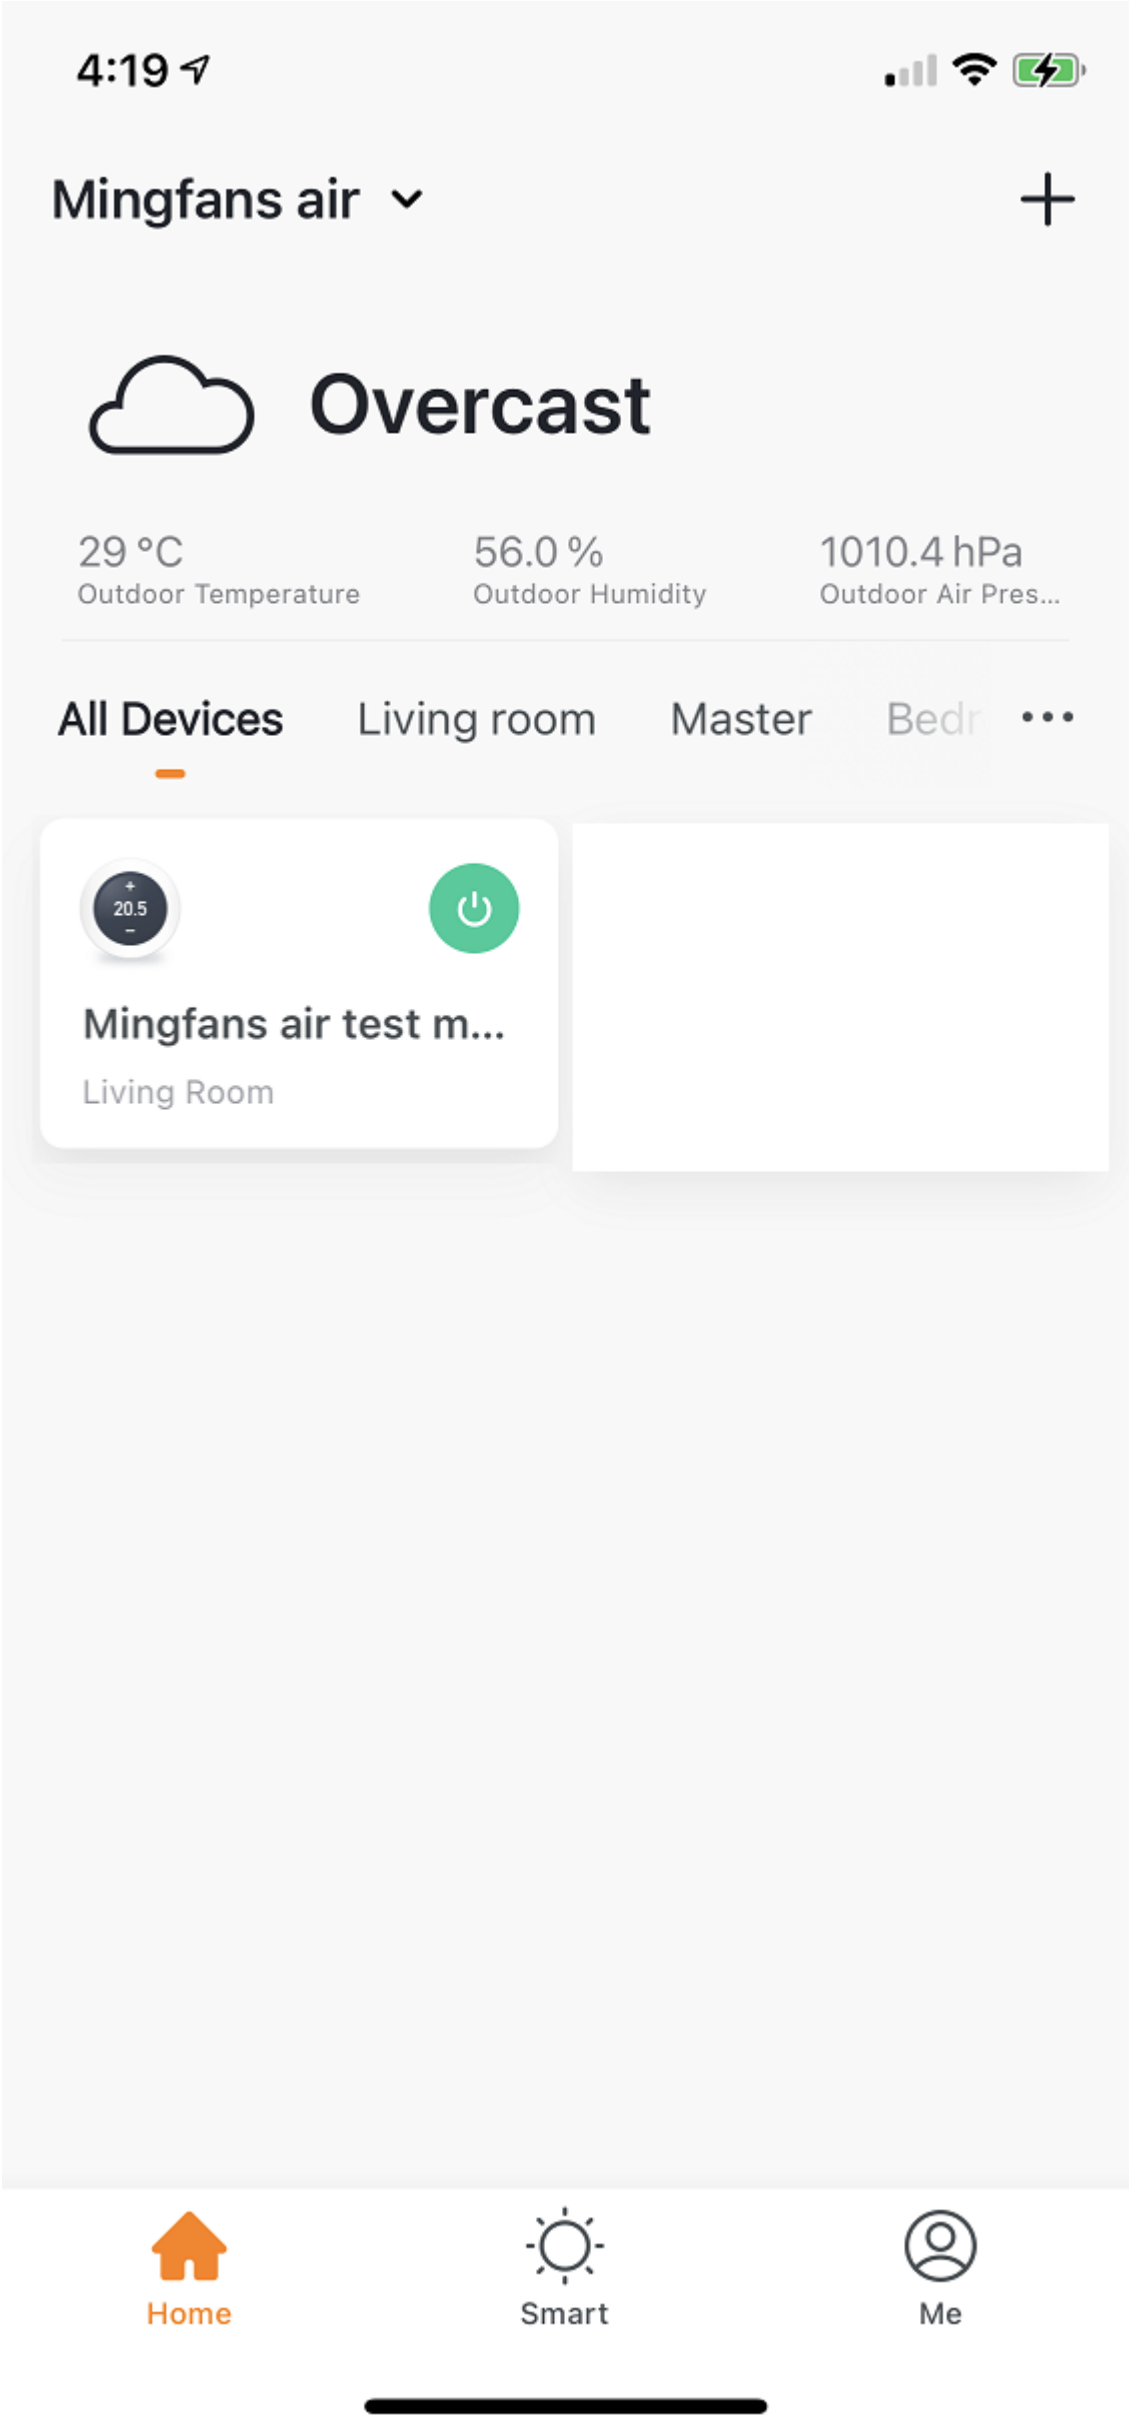 4:19
Mingfans air
Overcast
29 °C
56.0 %
1010.4 hPa
Outdoor Temperature
Outdoor Humidity
Outdoor Air Pres...
All Devices
Living room
Master
Bedr
...
+
20.5
−
Mingfans air test m...
Living Room
Home
Smart
Me